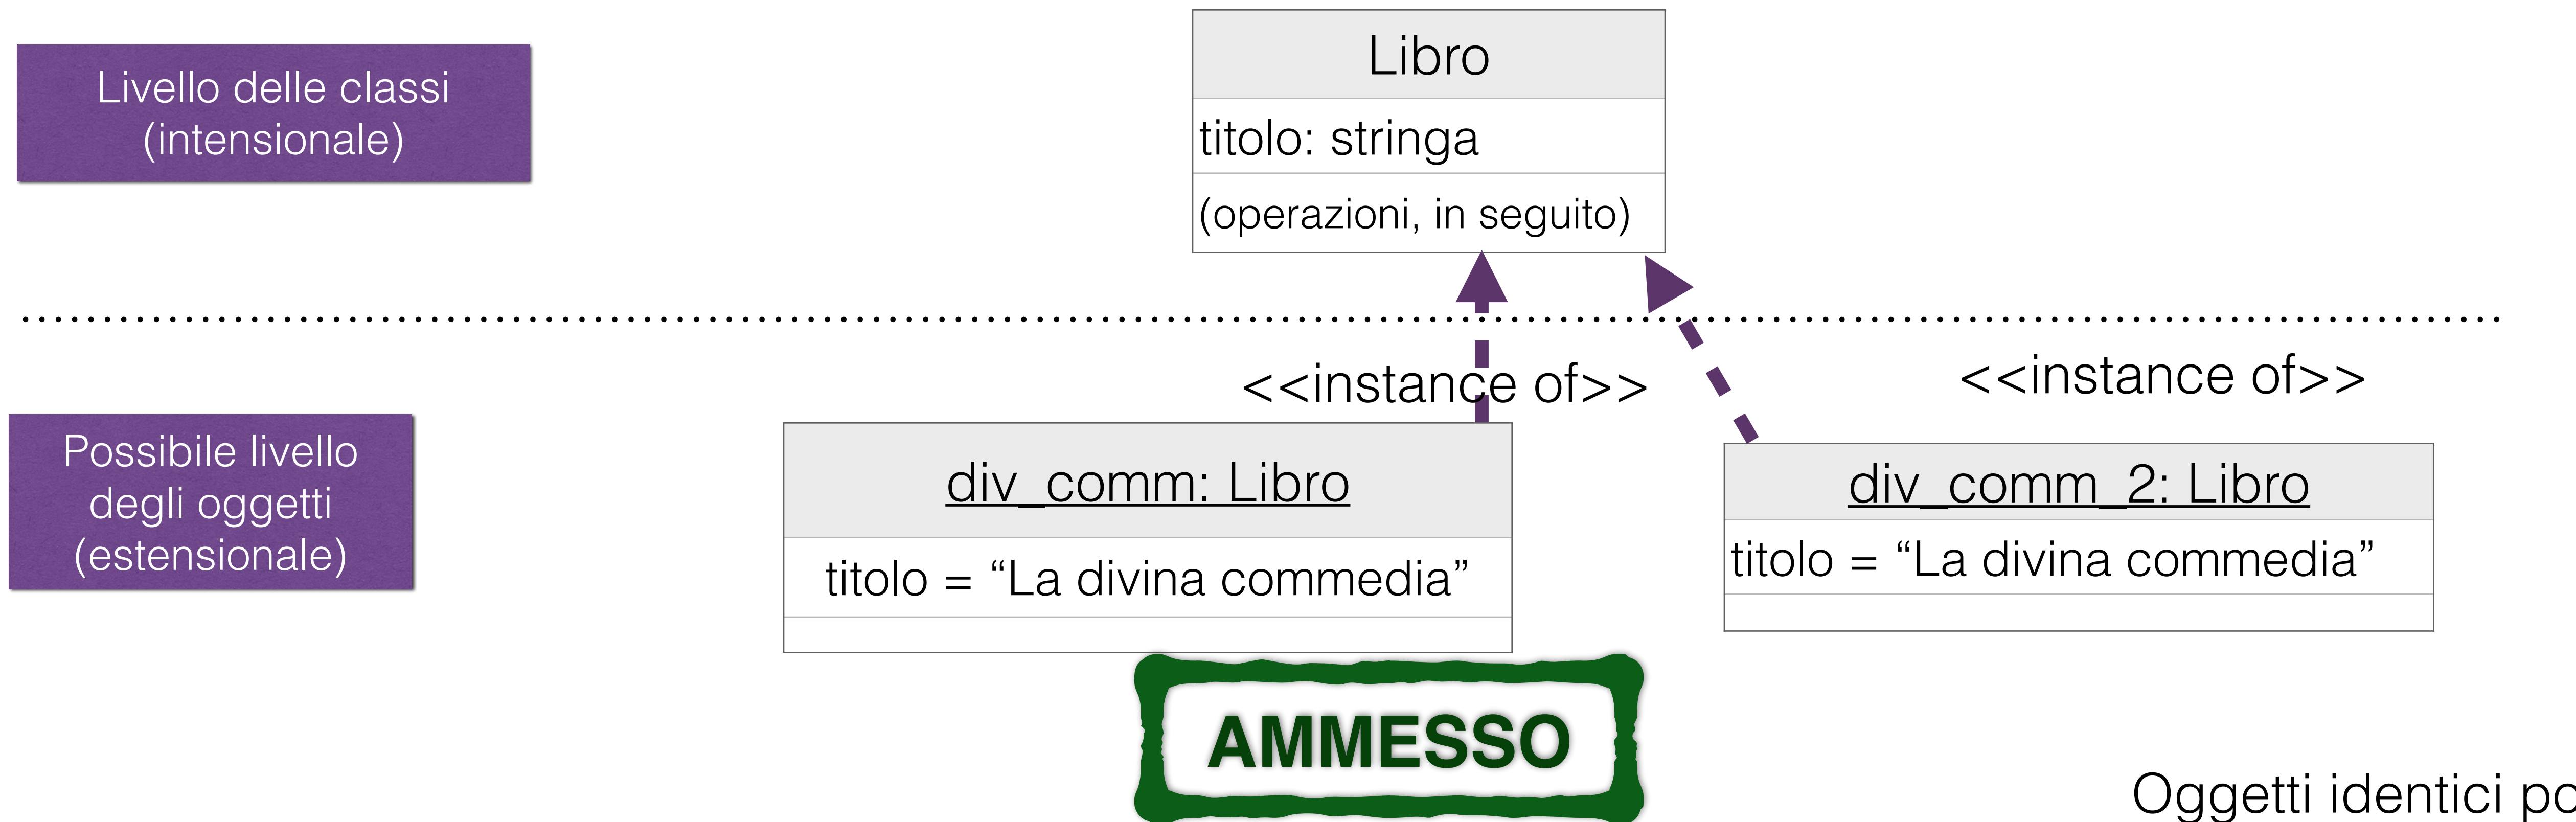 Livello delle classi
(intensionale)
Libro
titolo: stringa
(operazioni, in seguito)
<<instance of>>
<<instance of>>
Possibile livello
degli oggetti
(estensionale)
div_comm: Libro
titolo = “La divina commedia”
div_comm_2: Libro
titolo = “La divina commedia”
AMMESSO
Oggetti identici